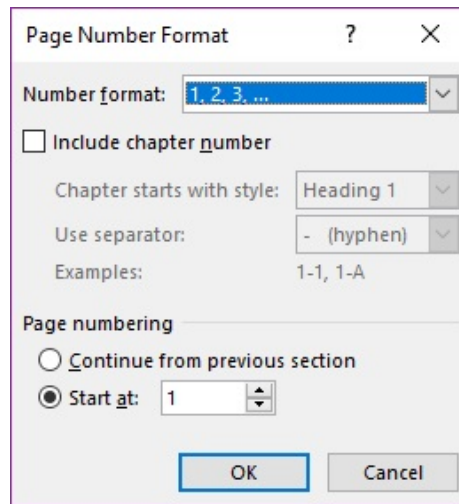 Page Number Format ?
Number format: 1, 2, 3, ...
Include chapter number
Chapter starts with style: Heading 1
Use separator: - (hyphen)
Examples: 1-1, 1-A
Page numbering
Continue from previous section
Start at: 1
OK Cancel